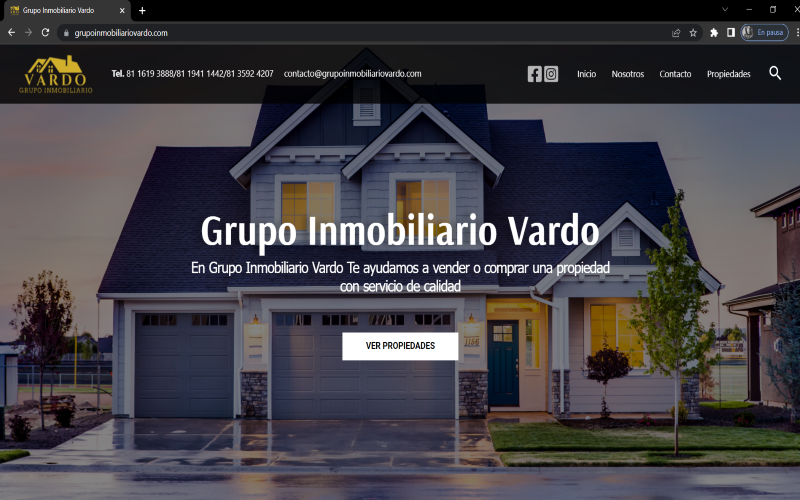 Grupo Inmobiliario Vardo
grupoinmobiliariovardo.com
En pausa
VARDO
GRUPO INMOBILIARIO
Tel. 81 1619 3888/81 1941 1442/81 3592 4207
contacto@grupoinmobiliariovardo.com
Inicio
Nosotros
Contacto
Propiedades
Grupo Inmobiliario Vardo
En Grupo Inmobiliario Vardo Te ayudamos a vender o comprar una propiedad
con servicio de calidad
VER PROPIEDADES